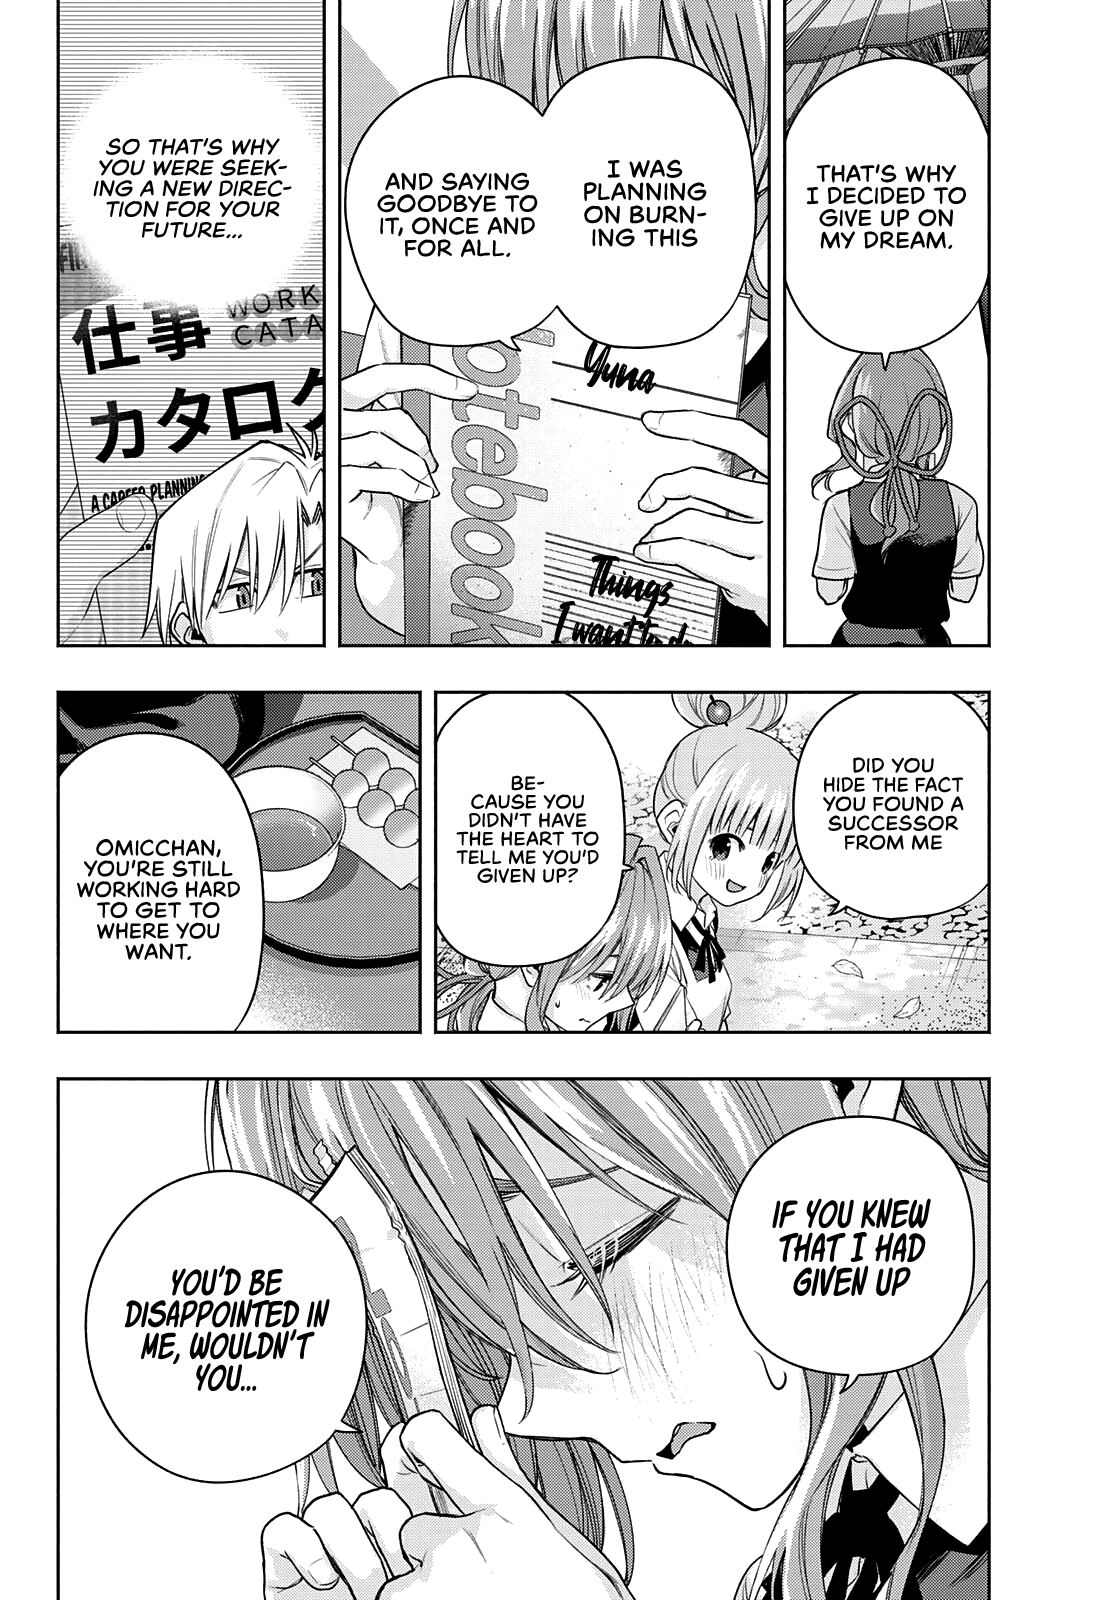 THAT'S WHY
I DECIDED TO
GIVE UP ON
MY DREAM.
I WAS
PLANNING
ON BURN-
ING THIS
AND SAYING
GOODBYE TO
IT, ONCE AND
FOR ALL.
Yuna
Notebook
Things
I want to do
SO THAT'S WHY
YOU WERE SEEK-
ING A NEW DIREC-
TION FOR YOUR
FUTURE...
仕事
WORK
CATA
カタログ
A CAREER PLANNING
DID YOU
HIDE THE FACT
YOU FOUND A
SUCCESSOR
FROM ME
BE-
CAUSE YOU
DIDN'T HAVE
THE HEART TO
TELL ME YOU'D
GIVEN UP?
OMICCHAN,
YOU'RE STILL
WORKING HARD
TO GET TO
WHERE YOU
WANT.
IF YOU KNEW
THAT I HAD
GIVEN UP
YOU'D BE
DISAPPOINTED IN
ME, WOULDN'T
YOU...